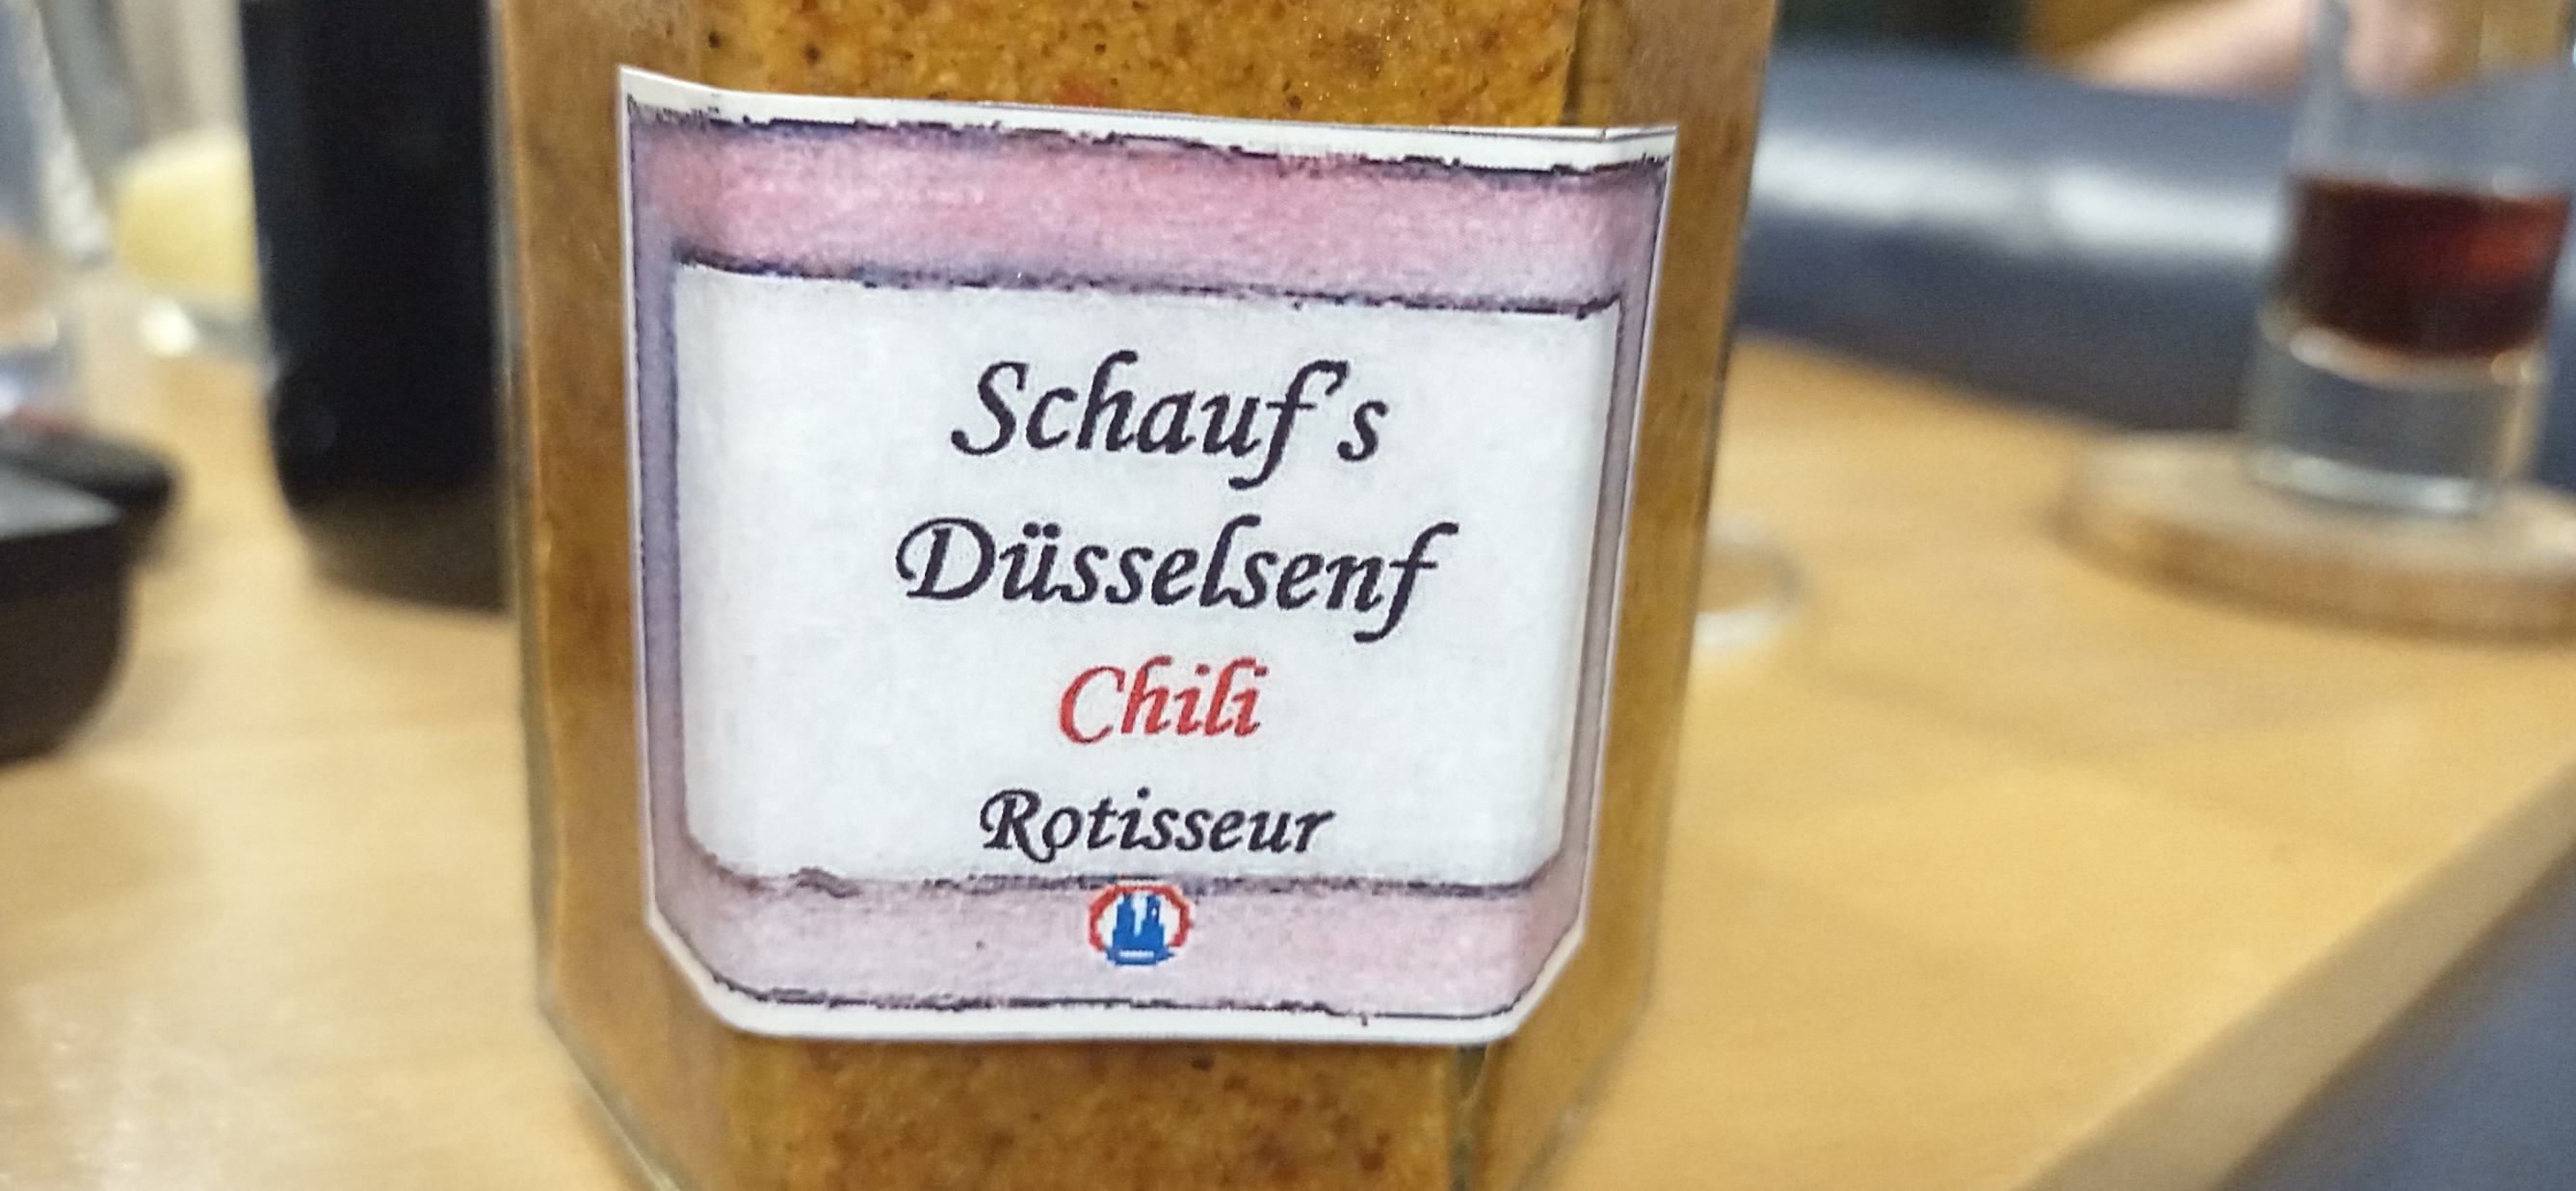 Schauf's
Düsselsenf
Chili
Rotisseur